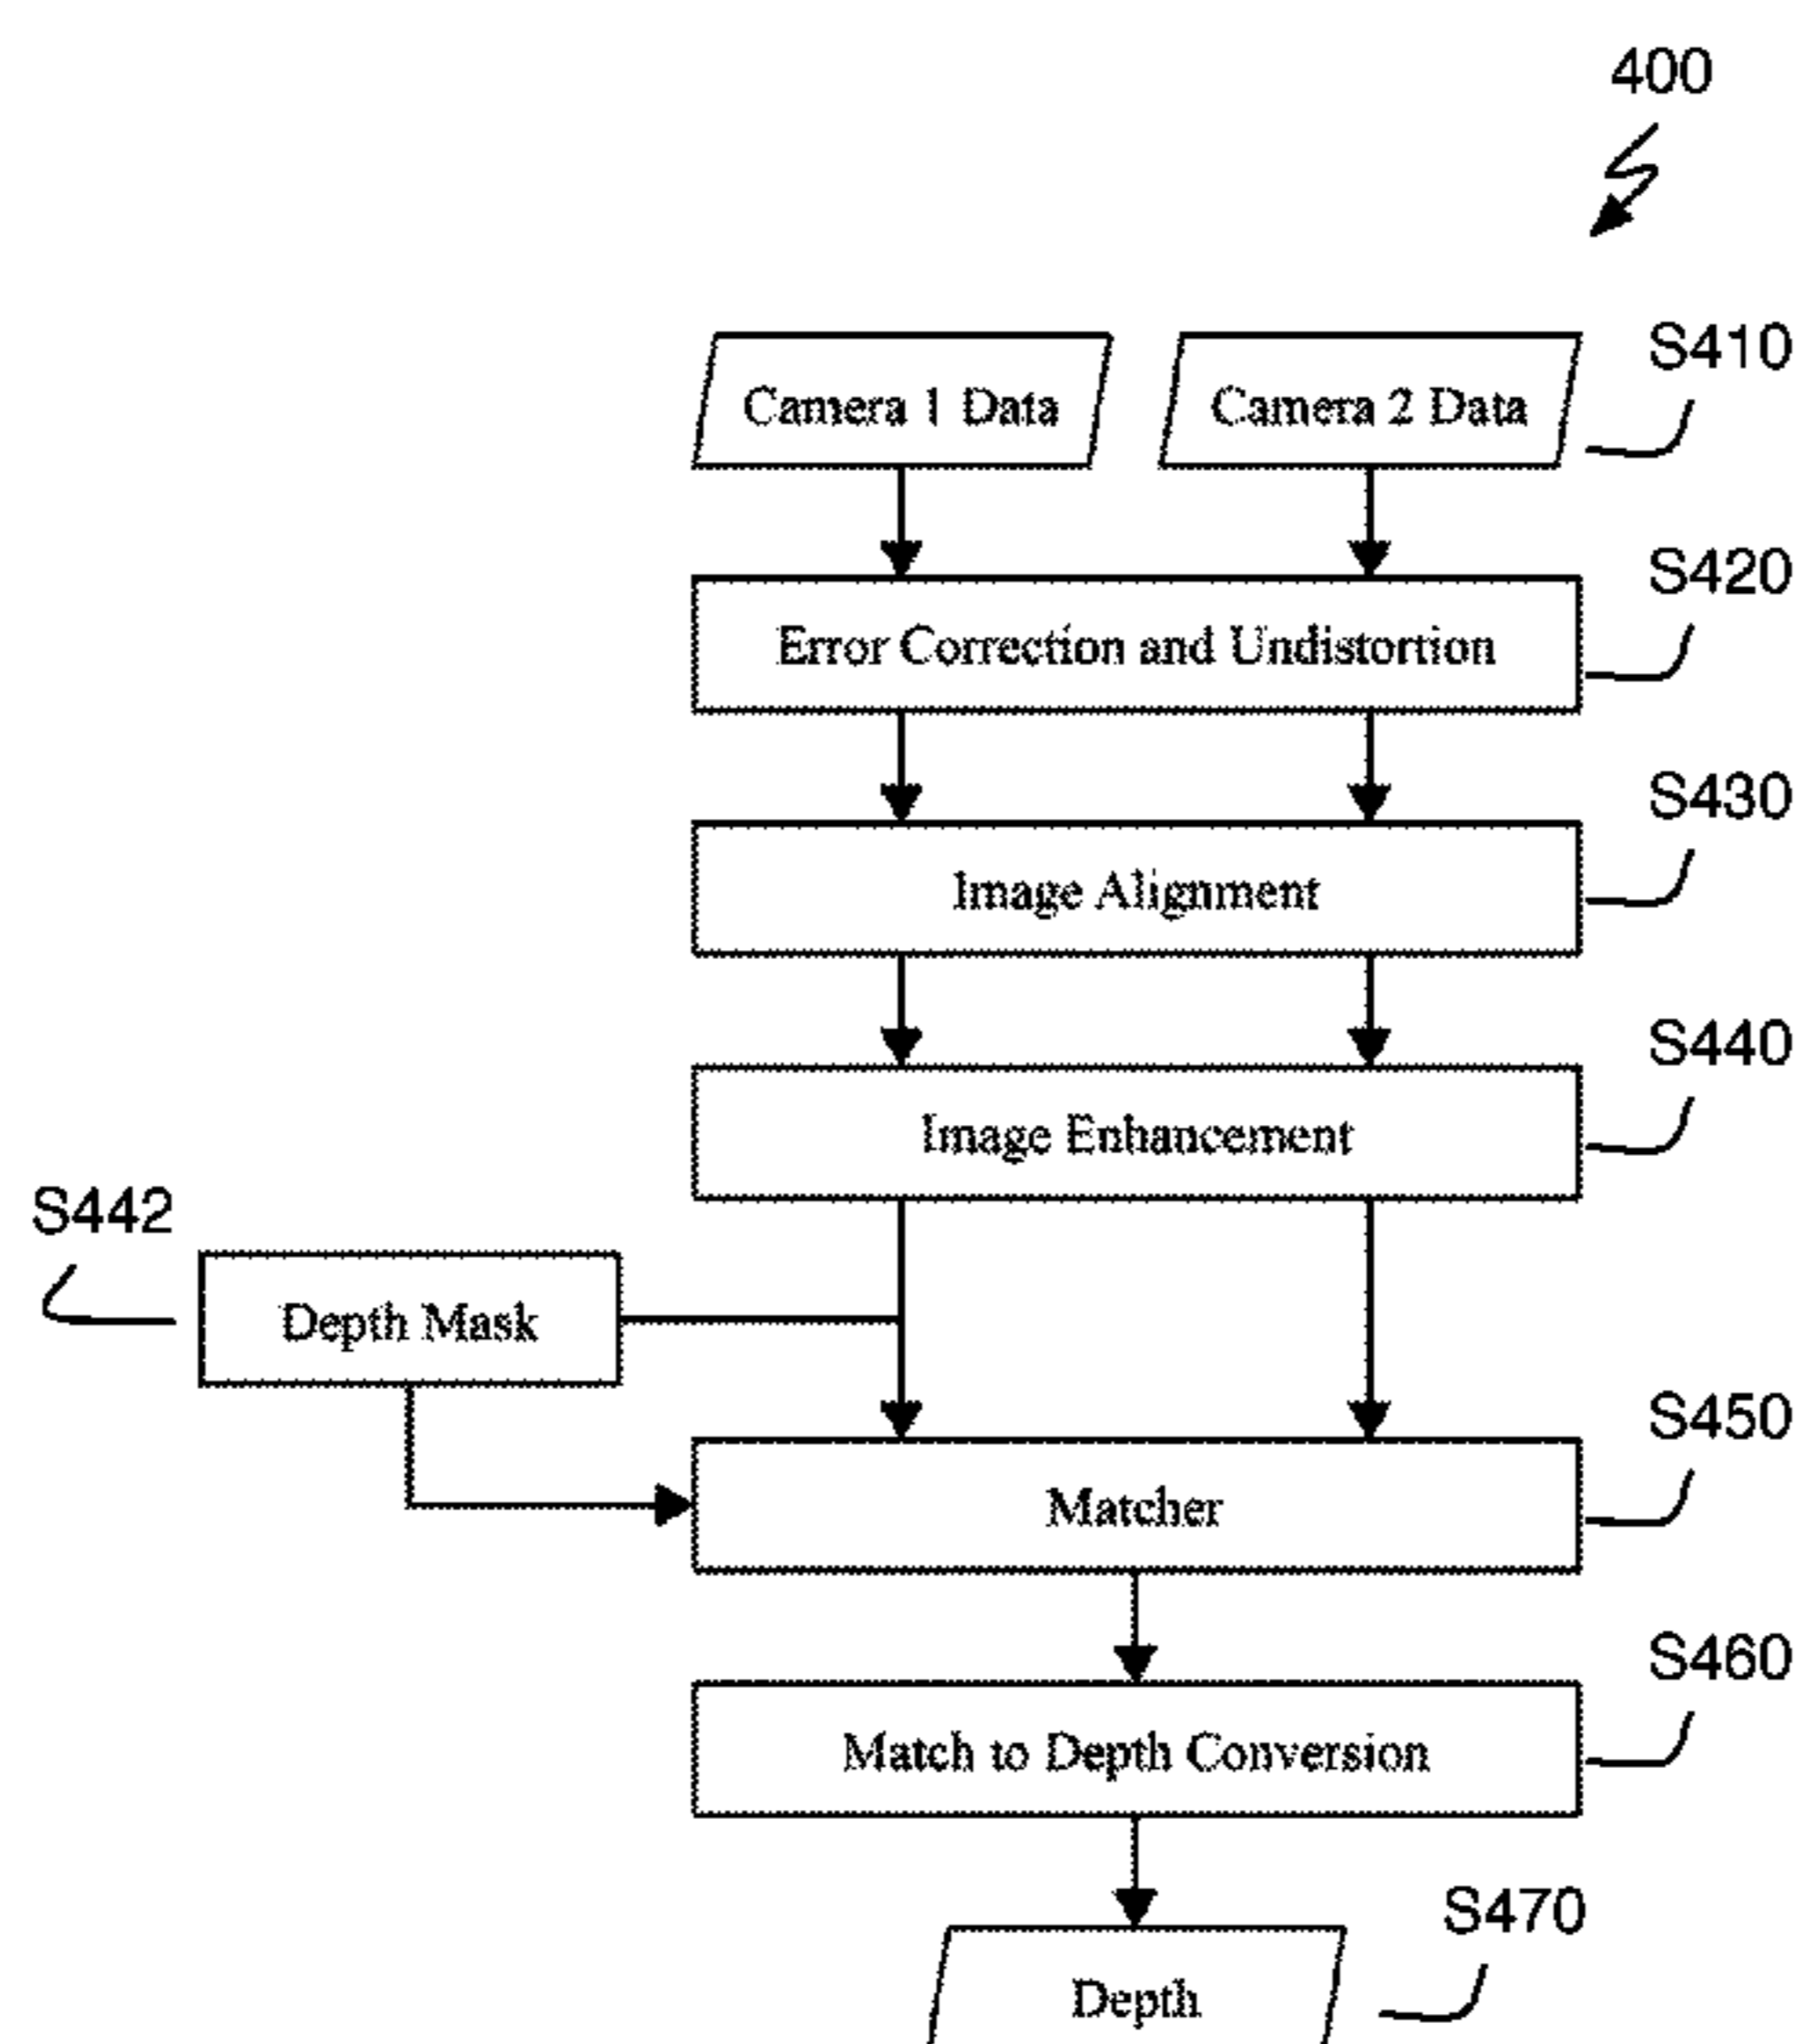 400
Camera 1 Data
Camera 2 Data
S410
Error Correction and Undistortion
S420
Image Alignment
S430
Image Enhancement
S440
S442
Depth Mask
Matcher
S450
Match to Depth Conversion
S460
Depth
S470